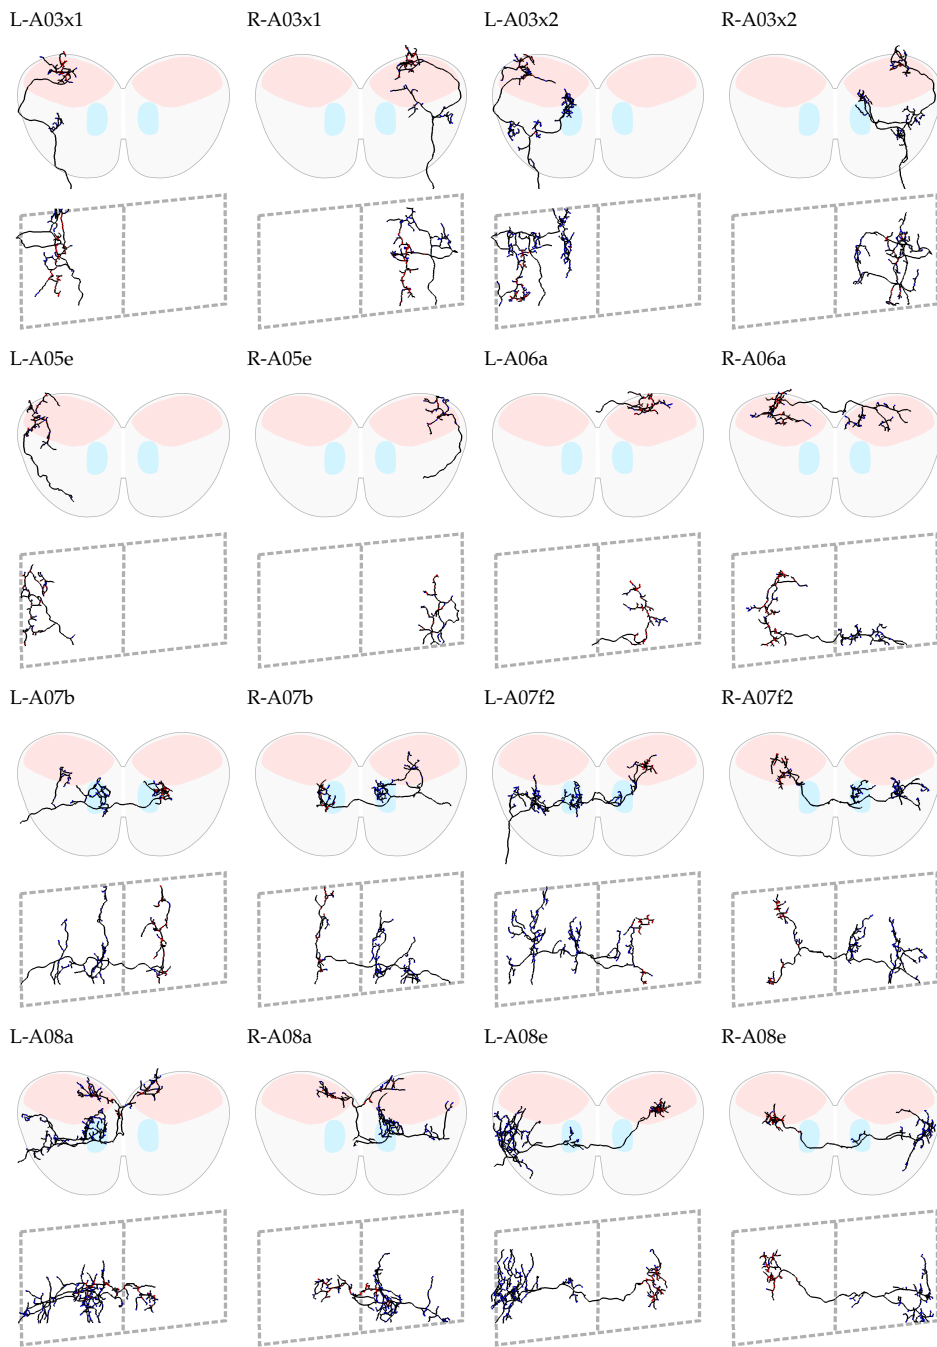 L-A03x1 R-A03x1 L-A03x2 R-A03x2
L-A05e R-A05e L-A06a R-A06a
L-A07b R-A07b L-A07f2 R-A07f2
L-A08a R-A08a L-A08e R-A08e